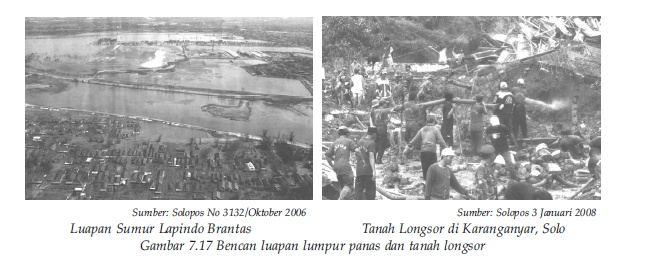 Sumber: Solopos No 3132/Oktober 2006
Luapan Sumur Lapindo Brantas
Sumber: Solopos 3 Januari 2008
Tanah Longsor di Karanganyar, Solo
Gambar 7.17 Bencan luapan lumpur panas dan tanah longsor